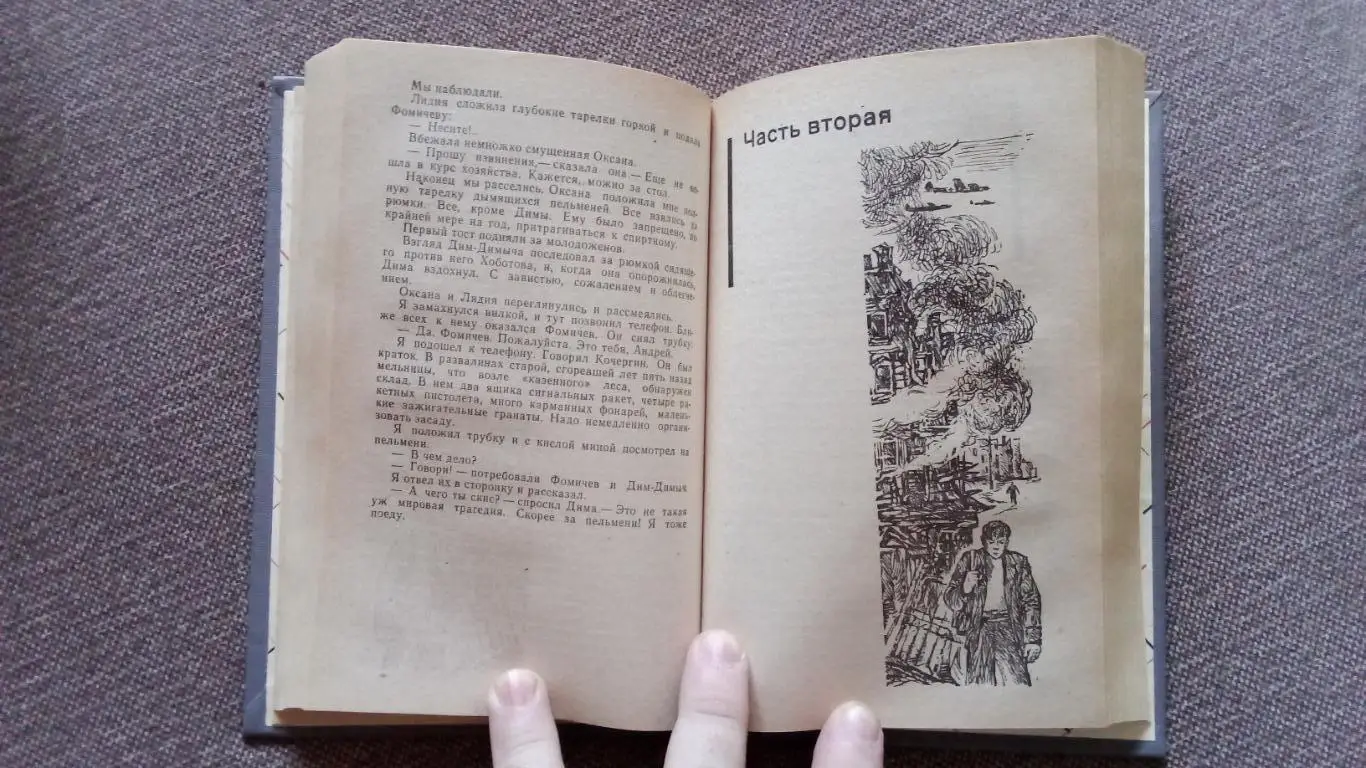 Мы наблюдали.
Лидия сложила глубокие тарелки горкой и подала
Фомичеву:
— Несите!..
Вбежала немножко смущенная Оксана.
— Прошу извинения,— сказала она.— Еще не во-
шла в курс хозяйства. Кажется, можно за стол.
Наконец мы расселись. Оксана положила мне пол-
ную тарелку дымящихся пельменей. Все взялись за
рюмки. Все, кроме Димы. Ему было запрещено, по
крайней мере на год, притрагиваться к спиртному.
Первый тост подняли за молодоженов.
Взгляд Дим-Димыча последовал за рюмкой сидяще-
го против него Хоботова, и, когда она опорожнилась,
Дима вздохнул. С завистью, сожалением и облегче-
нием.
Оксана и Лидия переглянулись и рассмеялись.
Я замахнулся вилкой, и тут позвонил телефон. Бли-
же всех к нему оказался Фомичев. Он снял трубку.
— Да. Фомичев. Пожалуйста. Это тебя, Андрей.
Я подошел к телефону. Говорил Кочергин. Он был
краток. В развалинах старой, сгоревшей лет пять назад
мельницы, что возле «казенного» леса, обнаружен
склад. В нем два ящика сигнальных ракет, четыре ра-
кетных пистолета, много карманных фонарей, малень-
кие зажигательные гранаты. Надо немедленно органи-
зовать засаду.
Я положил трубку и с кислой миной посмотрел на
пельмени.
— В чем дело?
— Говори! — потребовали Фомичев и Дим-Димыч.
Я отвел их в сторонку и рассказал.
— А чего ты скис? — спросил Дима.— Это не такая
уж мировая трагедия. Скорее за пельмени! Я тоже
поеду.
Часть вторая